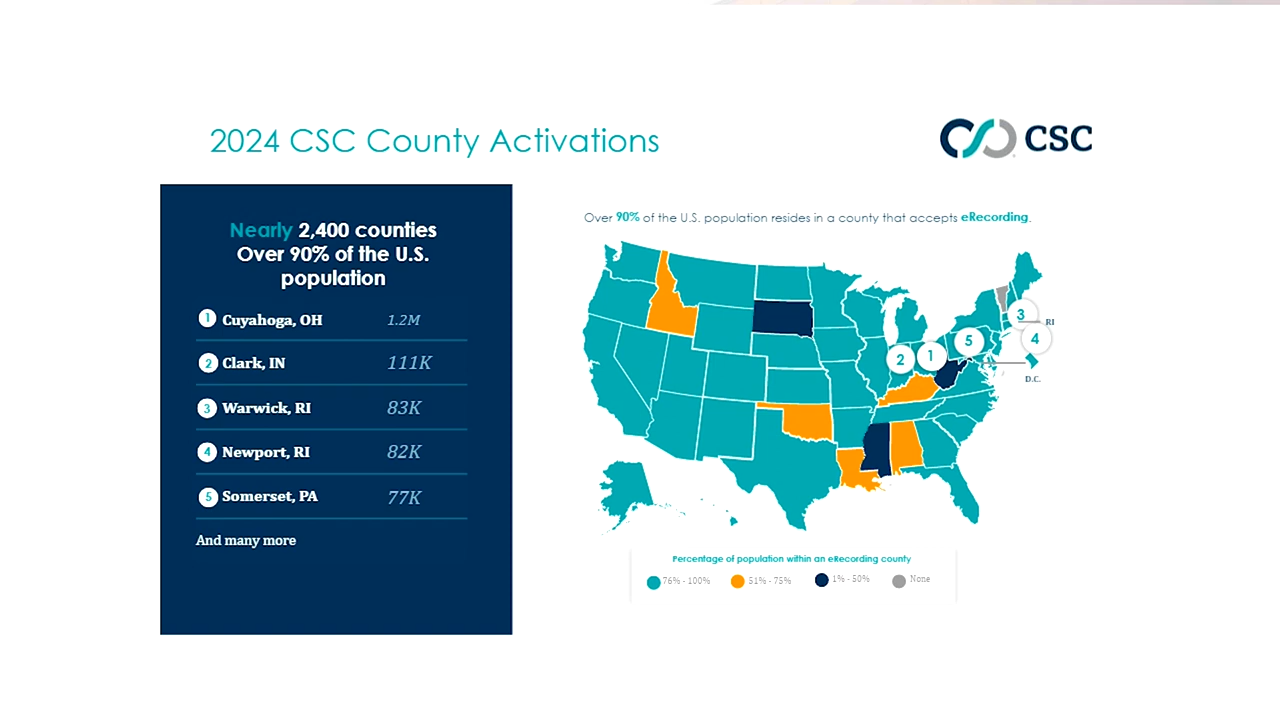 2024 CSC County Activations
CSC
Nearly 2,400 counties
Over 90% of the U.S.
population
1 Cuyahoga, OH 1.2M
2 Clark, IN 111K
3 Warwick, RI 83K
4 Newport, RI 82K
5 Somerset, PA 77K
And many more
Over 90% of the U.S. population resides in a county that accepts eRecording.
3
RI
4
5
1
2
D.C.
Percentage of population within an eRecording county
76% - 100% 51% - 75% 1% - 50% None